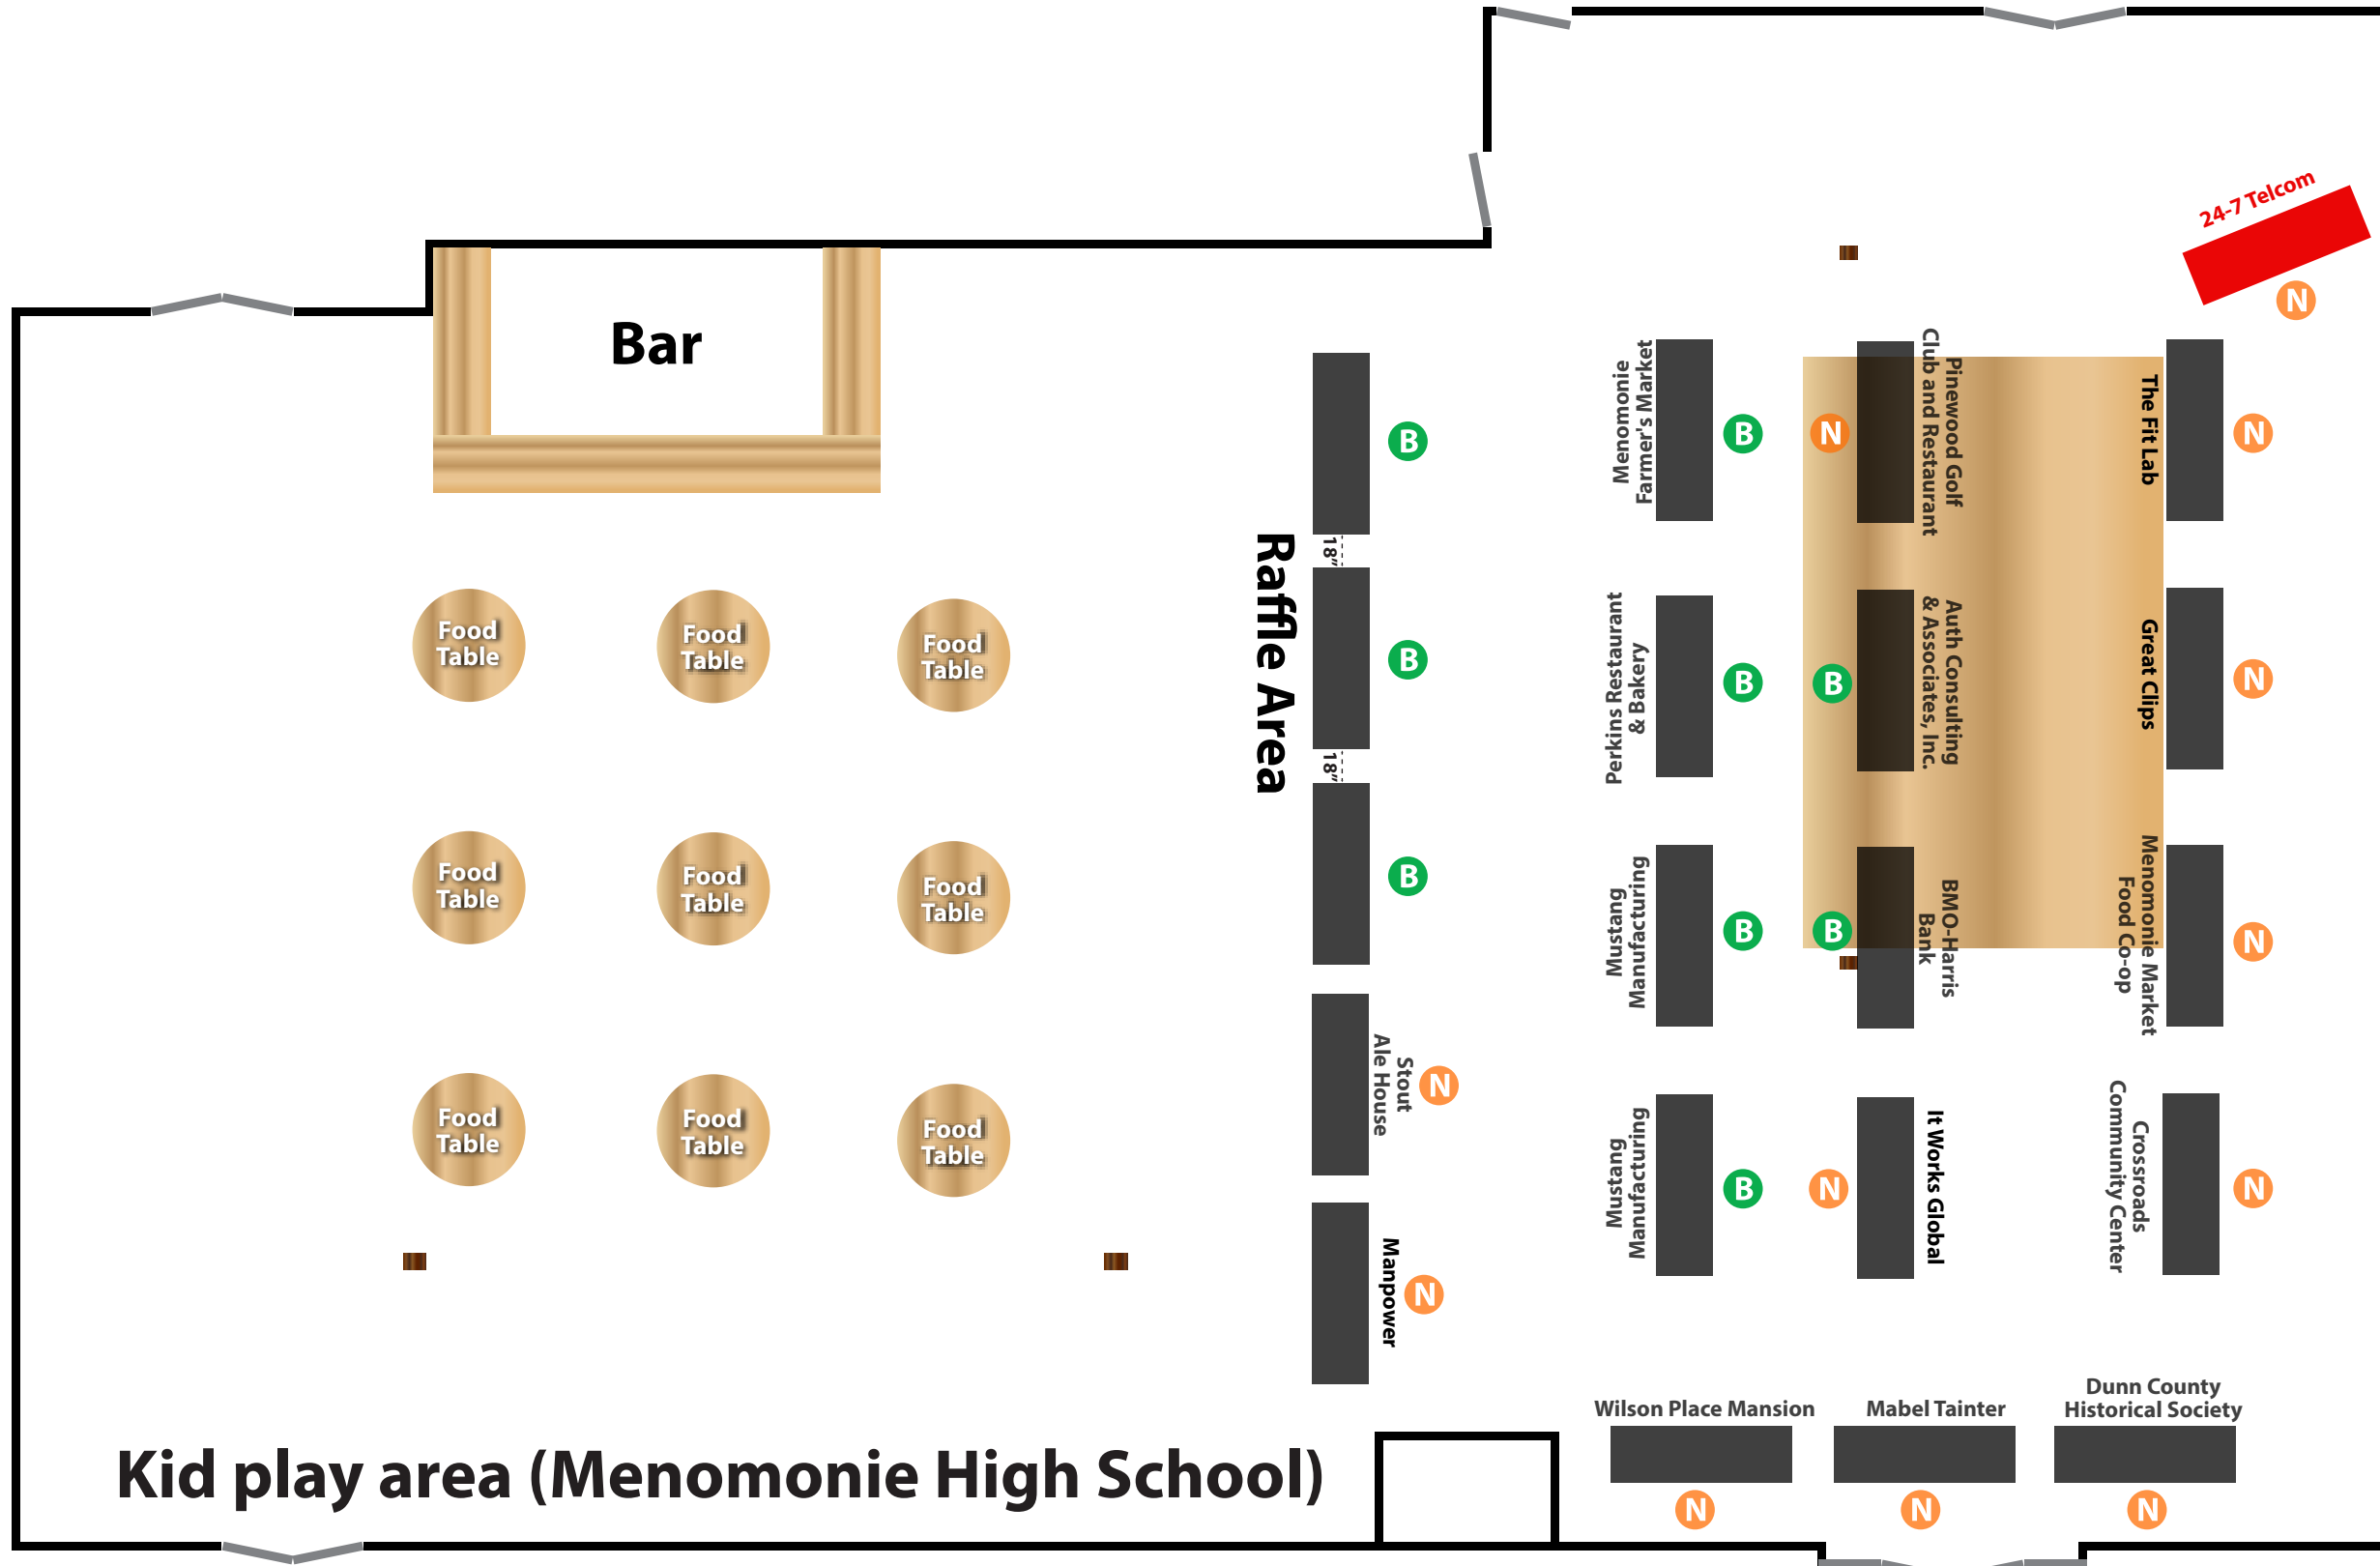 24-7 Telcom
N
Bar
B
Menomonie
Farmer's Market
B
N
Pinewood Golf
Club and Restaurant
The Fit Lab
N
Raffle Area
18”
B
18”
B
Perkins Restaurant
& Bakery
B
B
Auth Consulting
& Associates, Inc.
Great Clips
N
Food
Table
Food
Table
Food
Table
Food
Table
Food
Table
Food
Table
Food
Table
Food
Table
Food
Table
Mustang
Manufacturing
B
B
BMO-Harris
Bank
Menomonie Market
Food Co-op
N
Stout
Ale House
N
Mustang
Manufacturing
B
N
It Works Global
Crossroads
Community Center
N
Manpower
N
Kid play area (Menomonie High School)
Wilson Place Mansion
N
Mabel Tainter
N
Dunn County
Historical Society
N